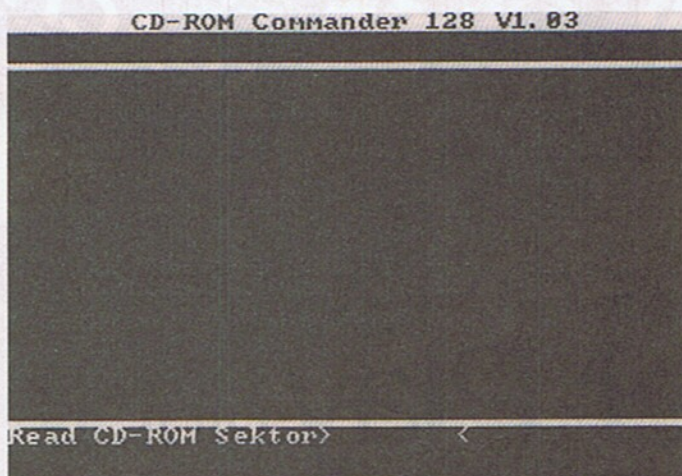 CD-ROM Commander 128 V1.03
Read CD-ROM Sektor> <